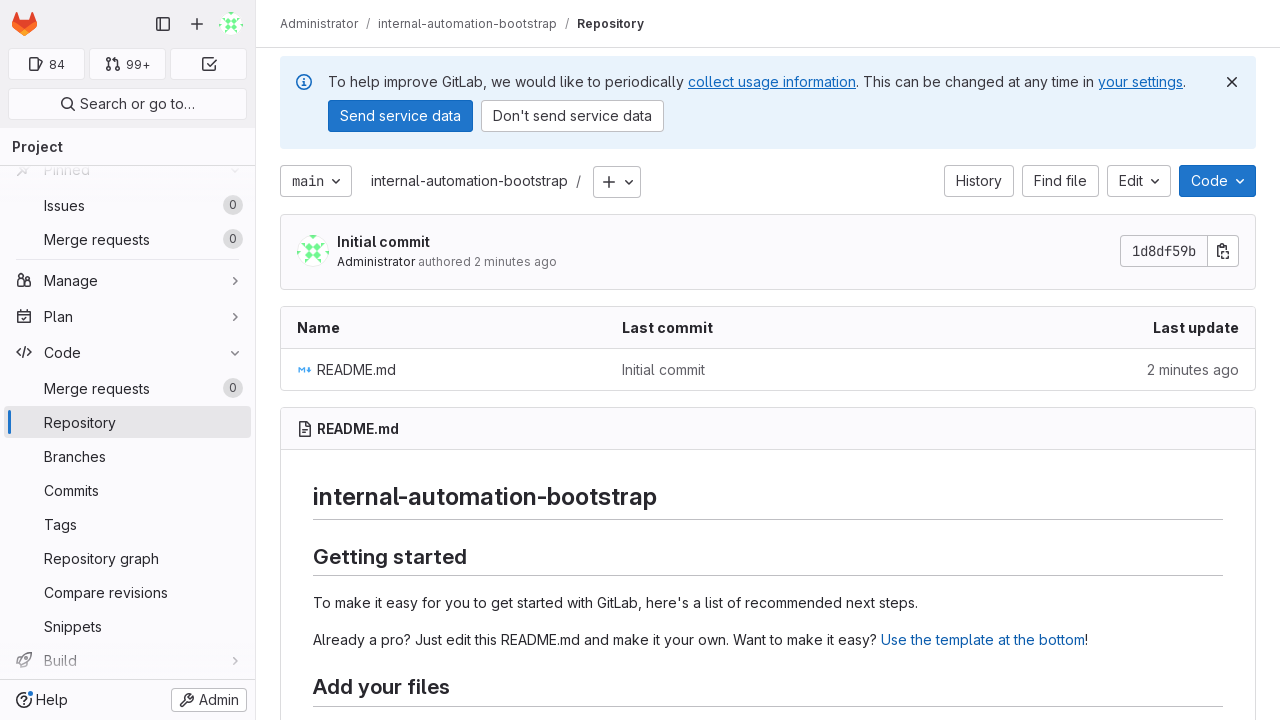 Administrator / internal-automation-bootstrap / Repository
84
99+
Search or go to…
Project
Pinned
Issues 0
Merge requests 0
Manage
Plan
Code
Merge requests 0
Repository
Branches
Commits
Tags
Repository graph
Compare revisions
Snippets
Build
Help
Admin
To help improve GitLab, we would like to periodically collect usage information. This can be changed at any time in your settings.
Send service data
Don't send service data
main
internal-automation-bootstrap /
History
Find file
Edit
Code
Initial commit
Administrator authored 2 minutes ago
1d8df59b
Name Last commit Last update
README.md Initial commit 2 minutes ago
README.md
internal-automation-bootstrap
Getting started
To make it easy for you to get started with GitLab, here's a list of recommended next steps.
Already a pro? Just edit this README.md and make it your own. Want to make it easy? Use the template at the bottom!
Add your files